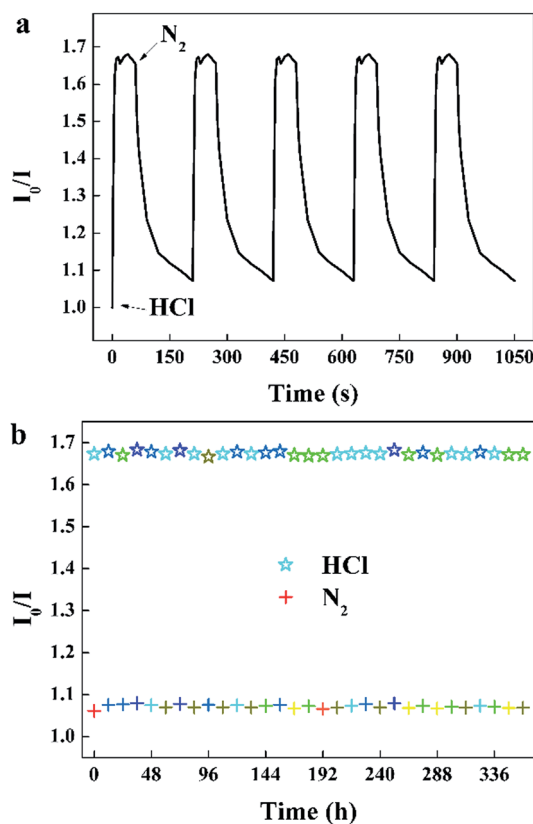 a
1.7
1.6
1.5
1.4
1.3
1.2
1.1
1.0
I₀/I
N₂
HCl
0 150 300 450 600 750 900 1050
Time (s)
b
1.7
1.6
1.5
1.4
1.3
1.2
1.1
1.0
I₀/I
HCl
N₂
0 48 96 144 192 240 288 336
Time (h)